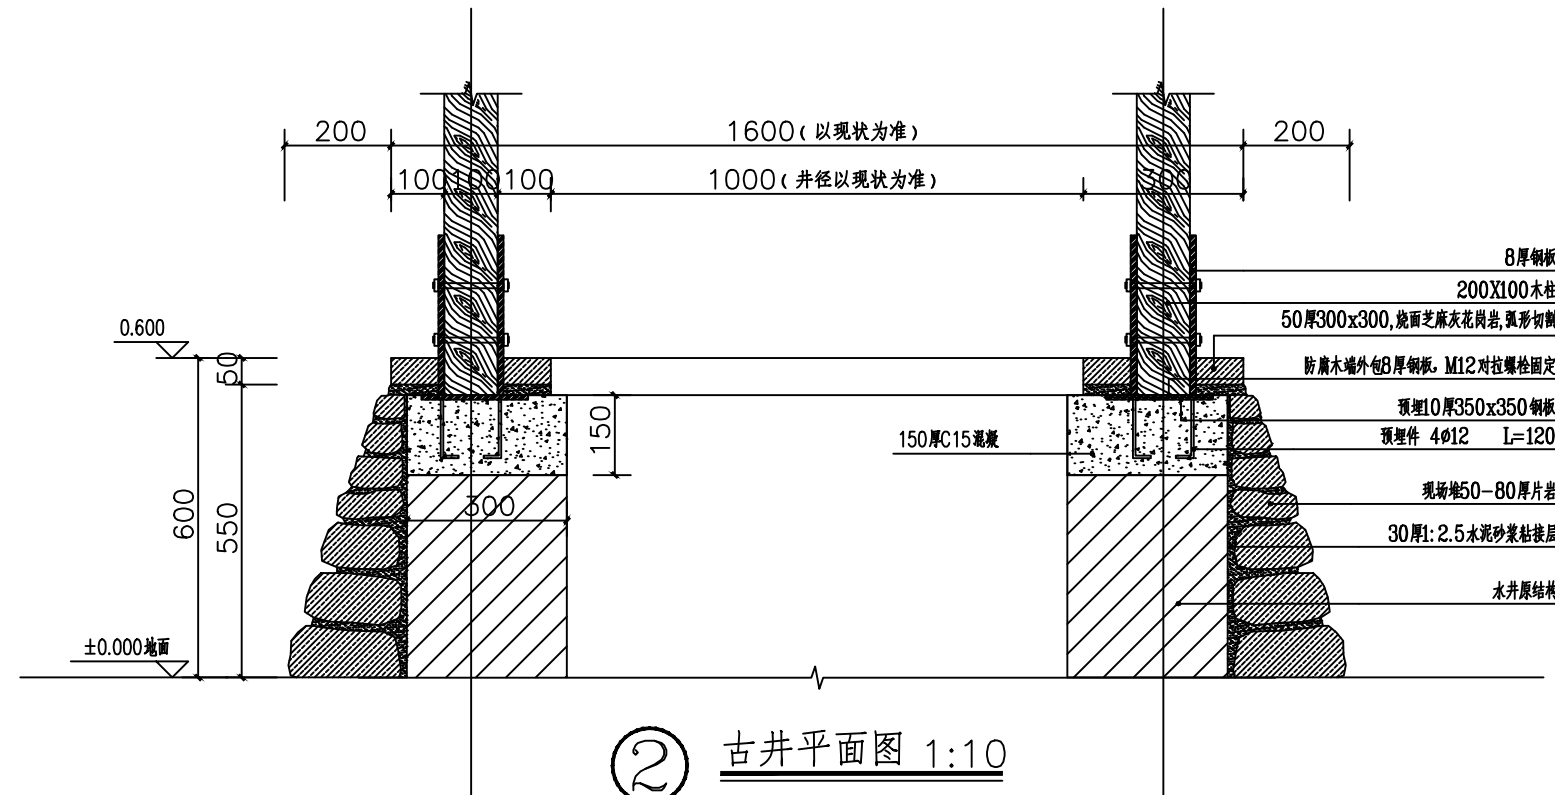 200
1600(以现状为准)
200
100
100
100
1000(井径以现状为准)
300
8厚钢板
200X100木柱
50厚300x300,烧面芝麻灰花岗岩,弧形切割
0.600
防腐木端外包8厚钢板,M12对拉螺栓固定
50
预埋10厚350x350钢板
预埋件 4ø12 L=120
150厚C15混凝
150
现场堆50-80厚片岩
600
550
300
30厚1:2.5水泥砂浆粘接层
水井原结构
±0.000地面
2
古井平面图 1:10